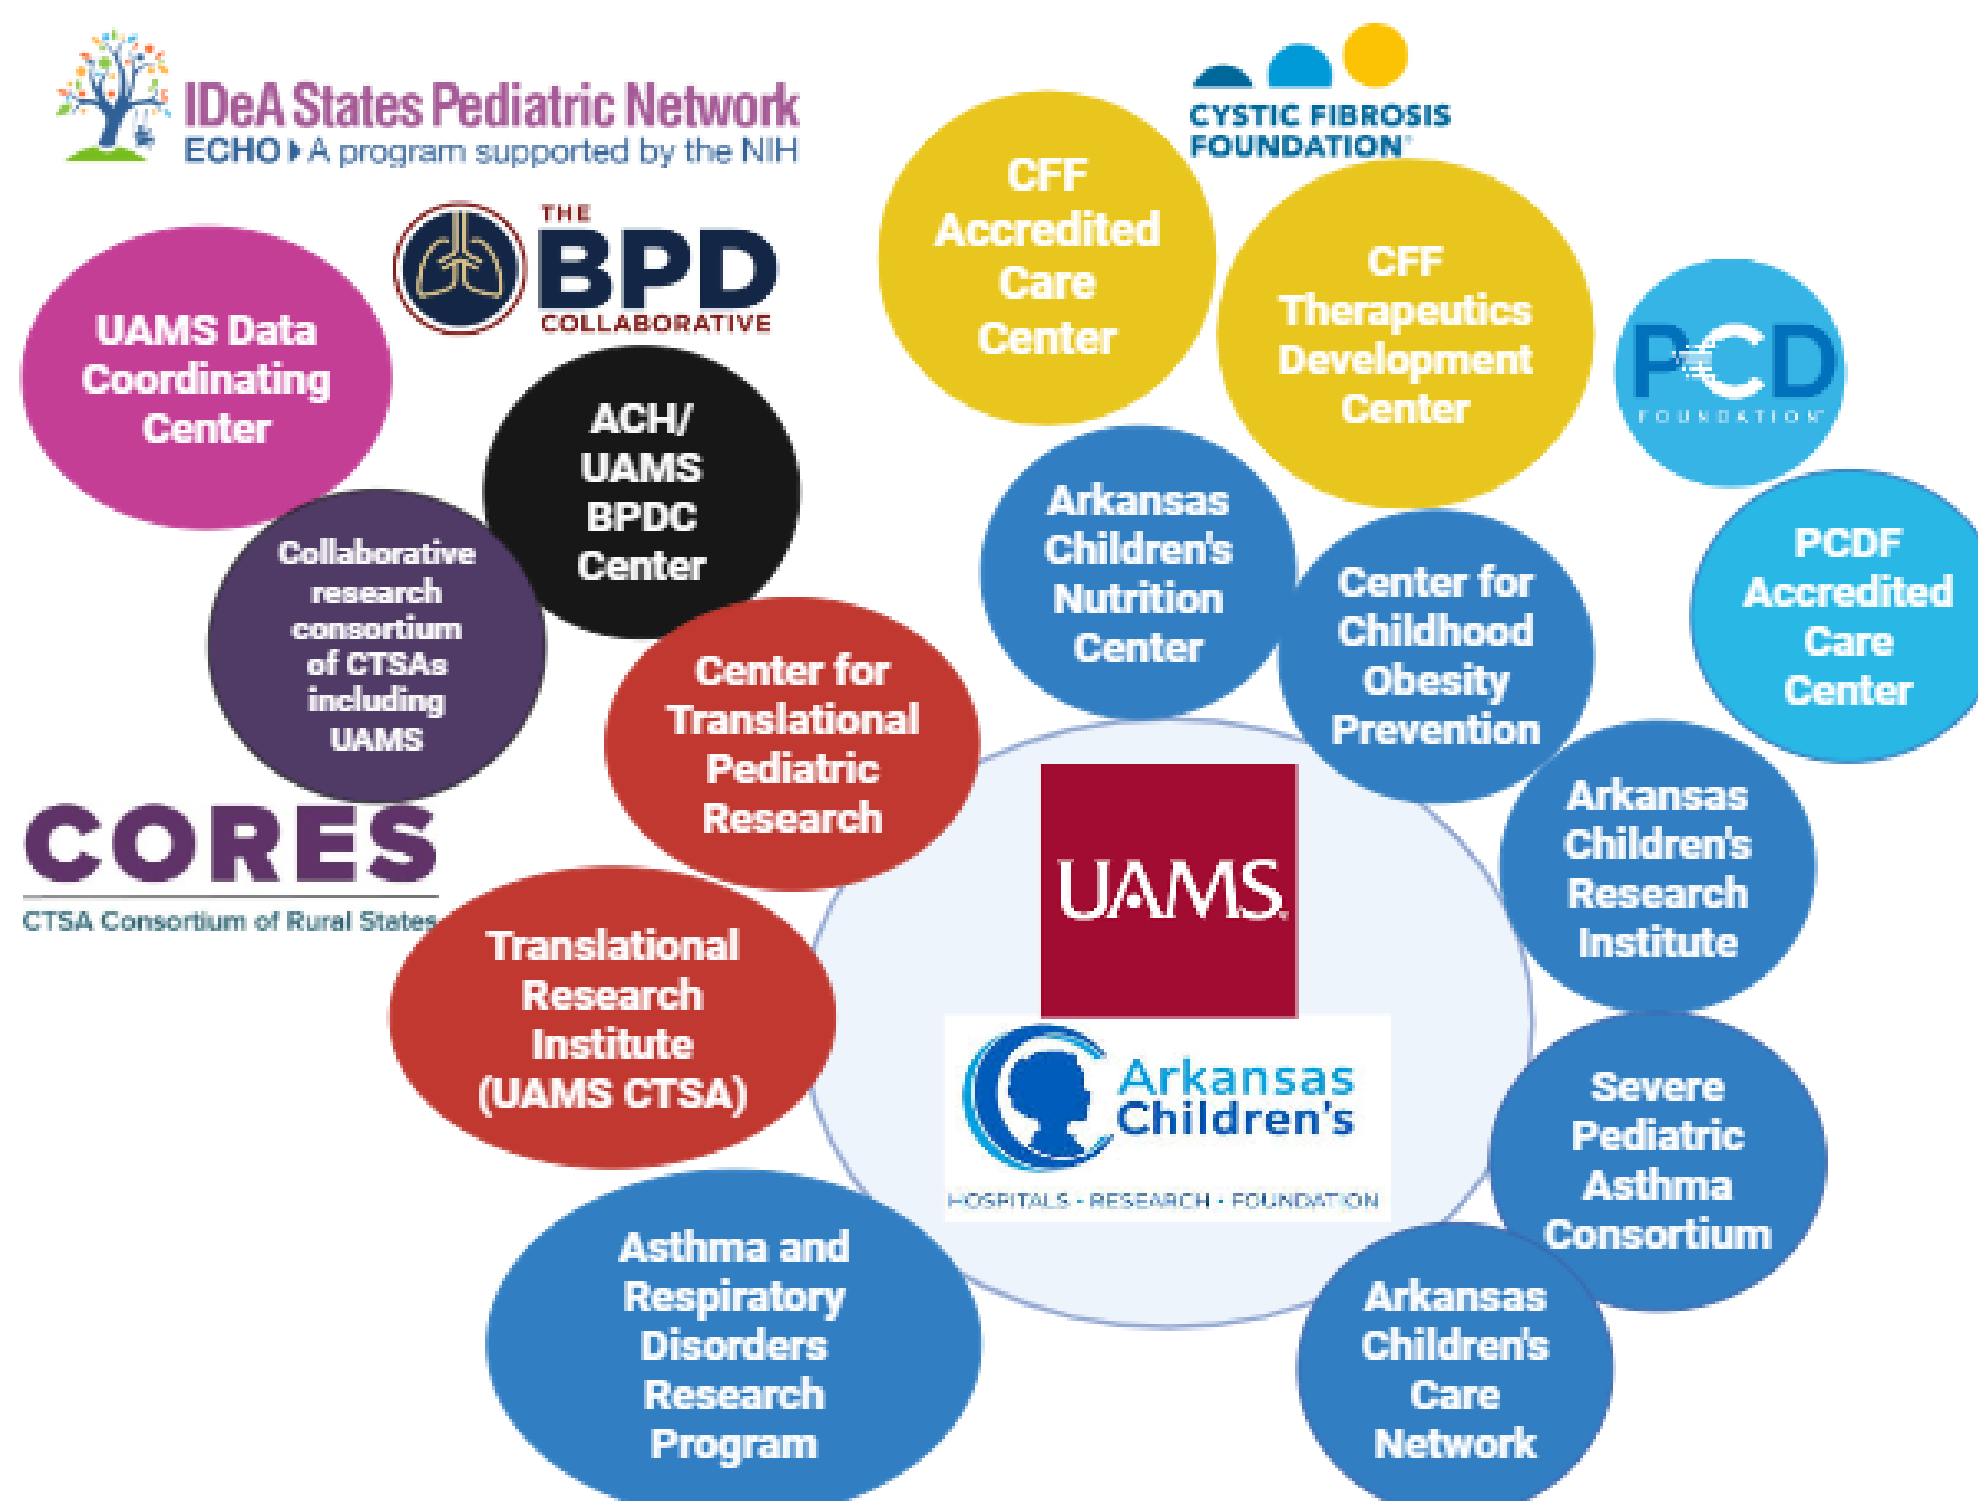 IDeA States Pediatric Network
ECHO A program supported by the NIH
THE
BPD
COLLABORATIVE
CYSTIC FIBROSIS
FOUNDATION
UAMS Data
Coordinating
Center
ACH/
UAMS
BPDC
Center
CFF
Accredited
Care
Center
CFF
Therapeutics
Development
Center
PCD
FOUNDATION
PCDF
Accredited
Care
Center
Collaborative
research
consortium
of CTSAs
including
UAMS
CORES
CTSA Consortium of Rural States
Center for
Translational
Pediatric
Research
Arkansas
Children's
Nutrition
Center
Center for
Childhood
Obesity
Prevention
Arkansas
Children's
Research
Institute
Translational
Research
Institute
(UAMS CTSA)
UAMS
Arkansas
Children's
HOSPITALS • RESEARCH • FOUNDATION
Severe
Pediatric
Asthma
Consortium
Asthma and
Respiratory
Disorders
Research
Program
Arkansas
Children's
Care
Network